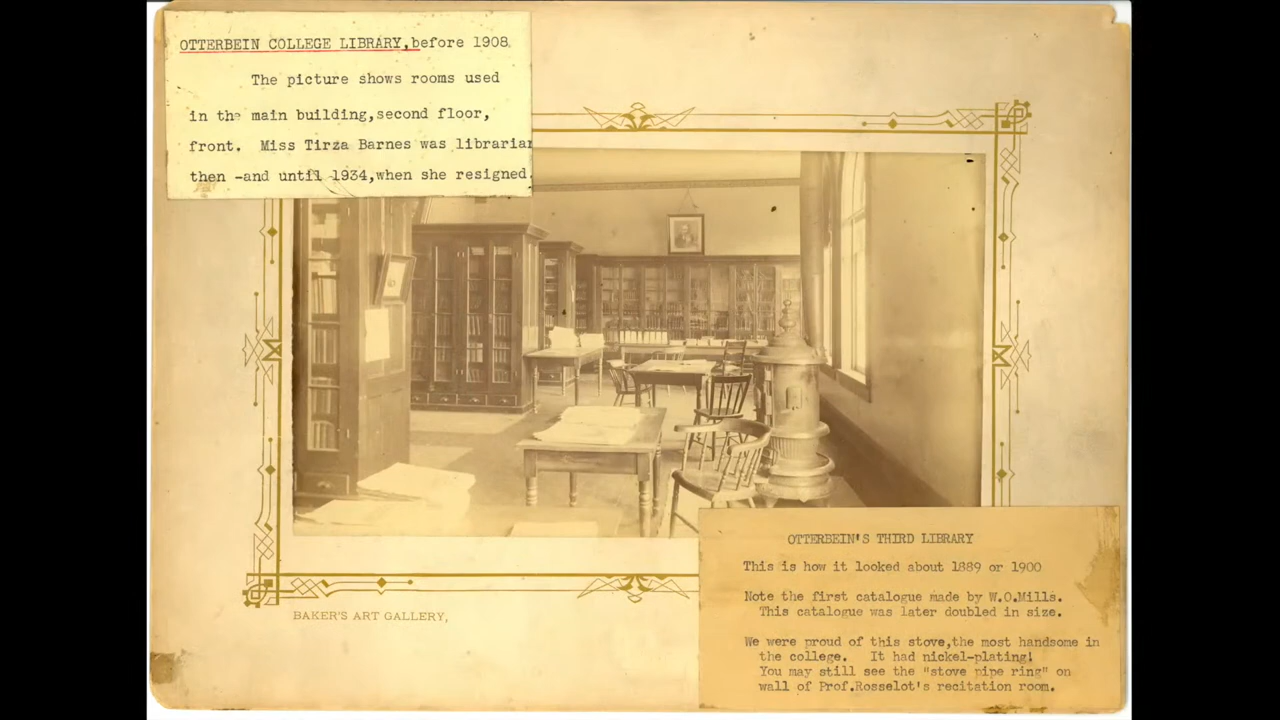 OTTERBEIN COLLEGE LIBRARY,before 1908.
The picture shows rooms used
in the main building,second floor,
front. Miss Tirza Barnes was librarian
then -and until 1934,when she resigned.
BAKER'S ART GALLERY,
OTTERBEIN'S THIRD LIBRARY
This is how it looked about 1889 or 1900
Note the first catalogue made by W.O.Mills.
This catalogue was later doubled in size.
We were proud of this stove,the most handsome in
the college. It had nickel-plating!
You may still see the "stove pipe ring" on
wall of Prof.Rosselot's recitation room.